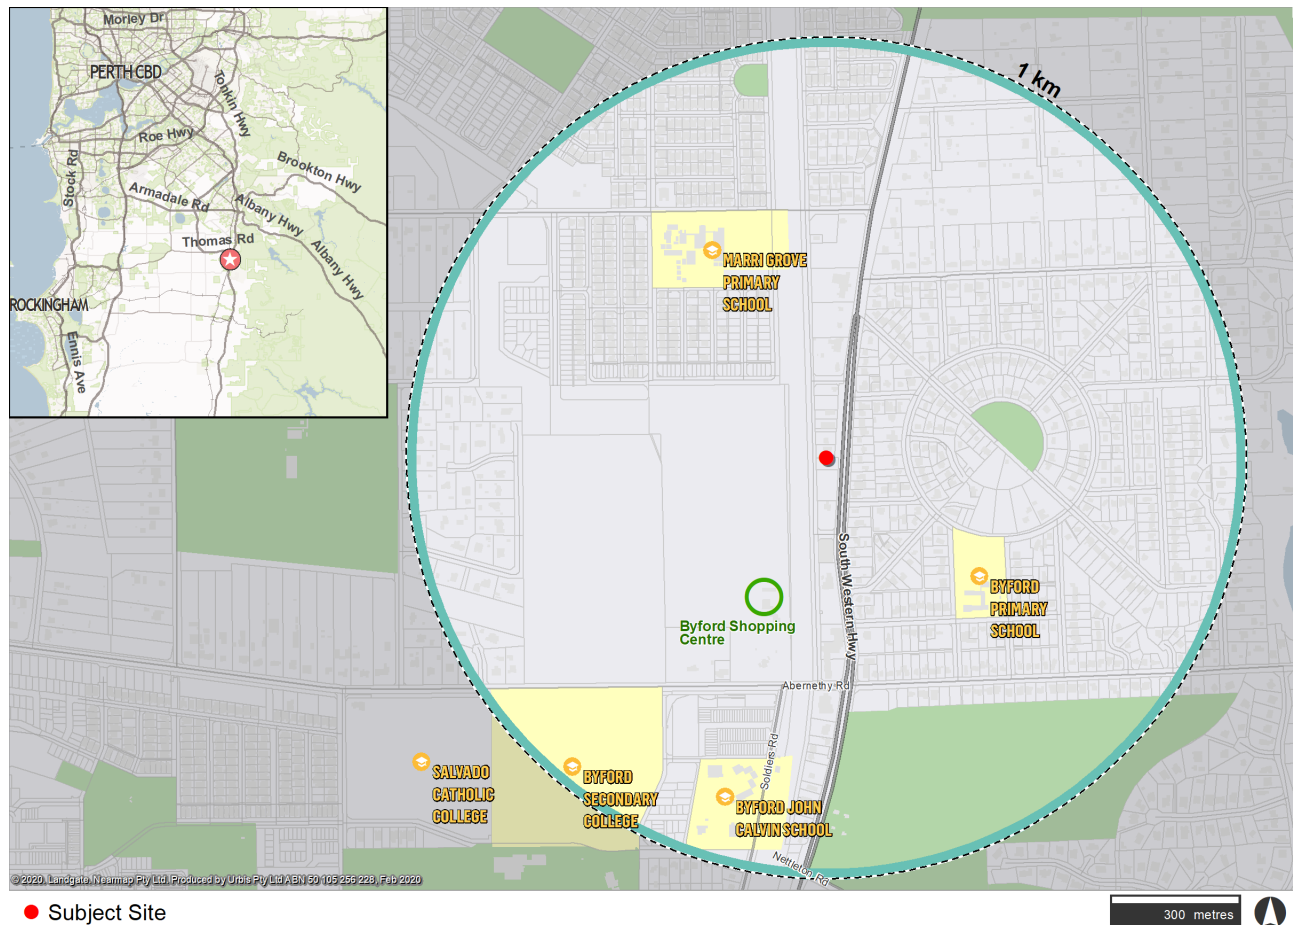 Morley Dr
PERTH CBD
Tonkin Hwy
Roe Hwy
Stock Rd
Brookton Hwy
Armadale Rd
Albany Hwy
Thomas Rd
Albany Hwy
ROCKINGHAM
Ennis Ave
1 km
MARRI GROVE
PRIMARY
SCHOOL
South Western Hwy
BYFORD
PRIMARY
SCHOOL
Byford Shopping
Centre
Abernethy Rd
Soldiers Rd
SALVADO
CATHOLIC
COLLEGE
BYFORD
SECONDARY
COLLEGE
BYFORD JOHN
CALVIN SCHOOL
Nettleton Rd
© 2020. Landgate. Nearmap Pty Ltd. Produced by Urbis Pty Ltd ABN 50 105 256 228, Feb 2020
Subject Site
300 metres